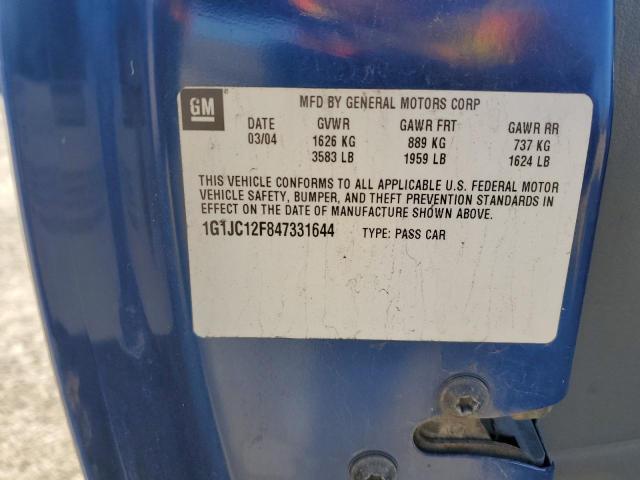 GM
MFD BY GENERAL MOTORS CORP
DATE GVWR GAWR FRT GAWR RR
03/04 1626 KG 889 KG 737 KG
3583 LB 1959 LB 1624 LB
THIS VEHICLE CONFORMS TO ALL APPLICABLE U.S. FEDERAL MOTOR
VEHICLE SAFETY, BUMPER, AND THEFT PREVENTION STANDARDS IN
EFFECT ON THE DATE OF MANUFACTURE SHOWN ABOVE.
1G1JC12F847331644 TYPE: PASS CAR